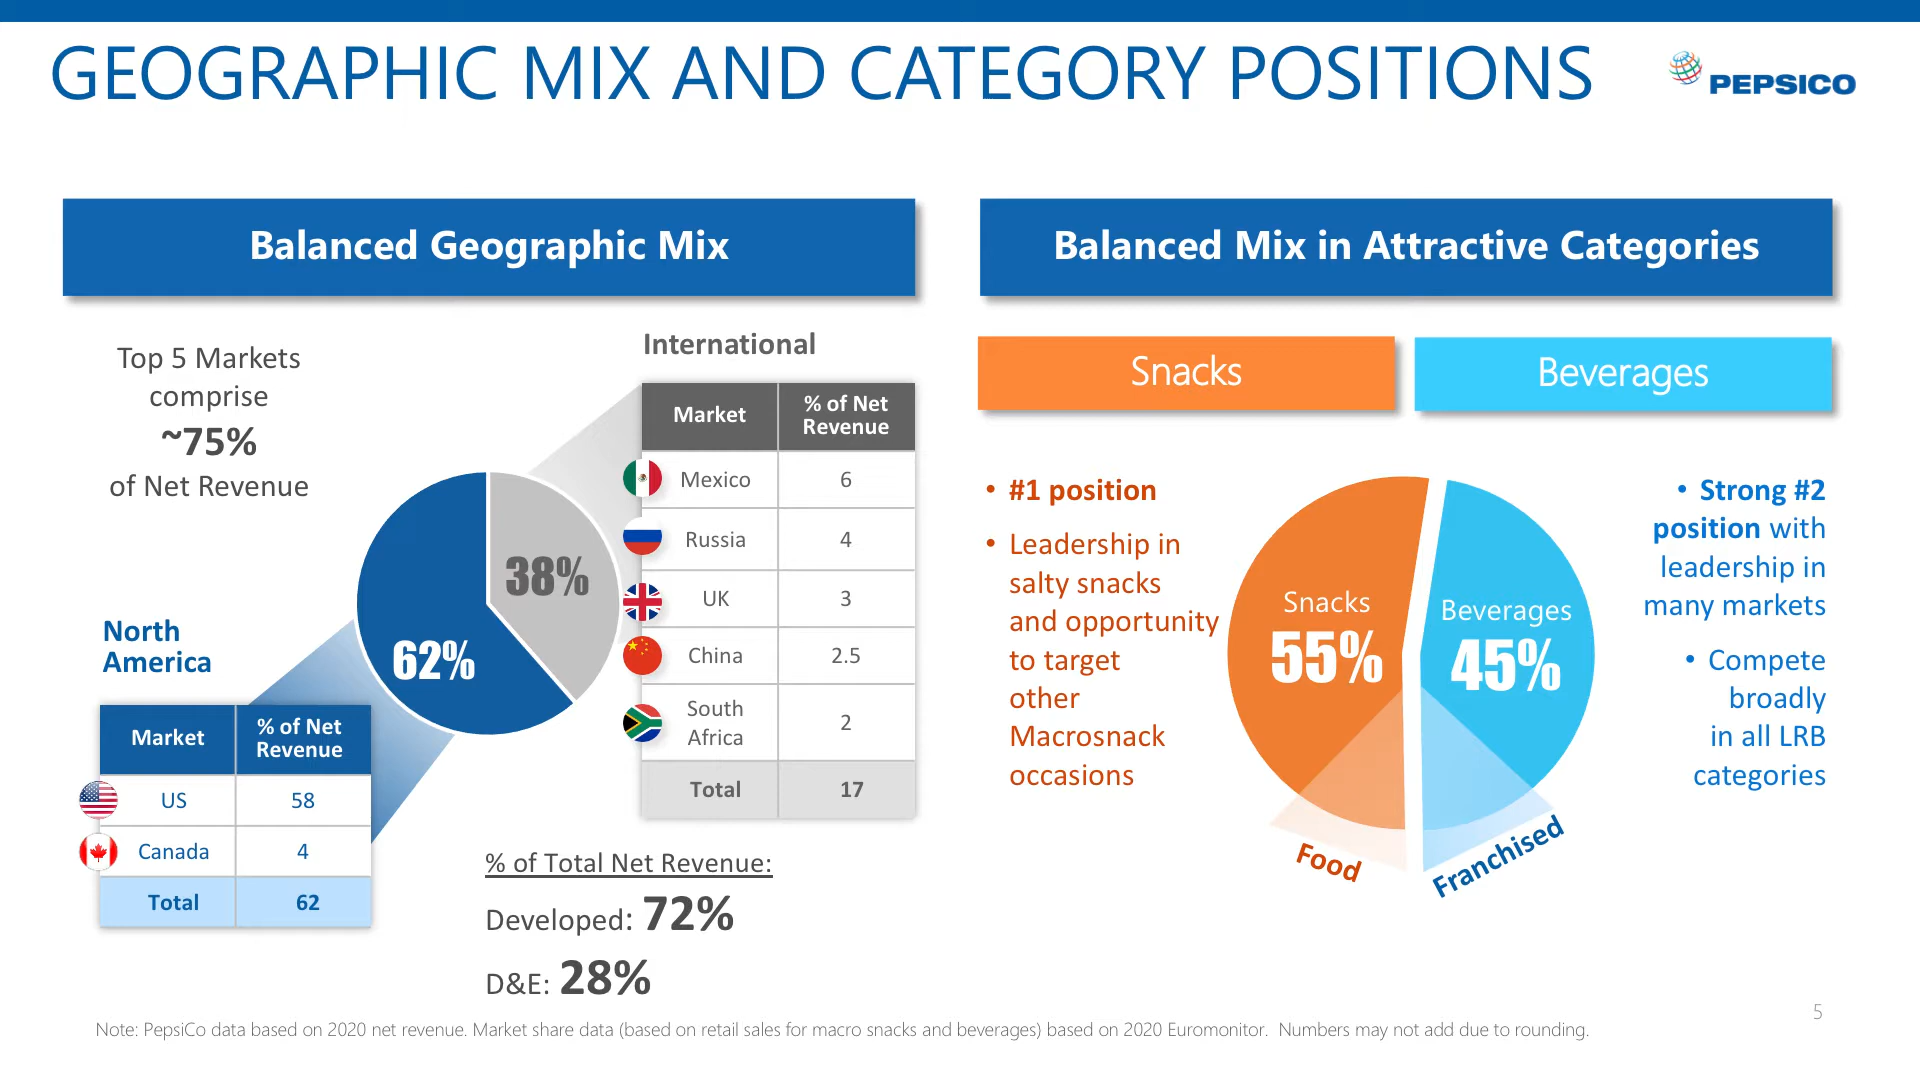 GEOGRAPHIC MIX AND CATEGORY POSITIONS
PEPSICO
Balanced Geographic Mix
Top 5 Markets
comprise
~75%
of Net Revenue
International
Market % of Net Revenue
Mexico 6
Russia 4
UK 3
China 2.5
South Africa 2
Total 17
38%
62%
North
America
Market % of Net Revenue
US 58
Canada 4
Total 62
% of Total Net Revenue:
Developed: 72%
D&E: 28%
Balanced Mix in Attractive Categories
Snacks
Beverages
• #1 position
• Leadership in
salty snacks
and opportunity
to target
other
Macrosnack
occasions
Snacks
55%
Beverages
45%
Food
Franchised
• Strong #2
position with
leadership in
many markets
• Compete
broadly
in all LRB
categories
5
Note: PepsiCo data based on 2020 net revenue. Market share data (based on retail sales for macro snacks and beverages) based on 2020 Euromonitor. Numbers may not add due to rounding.